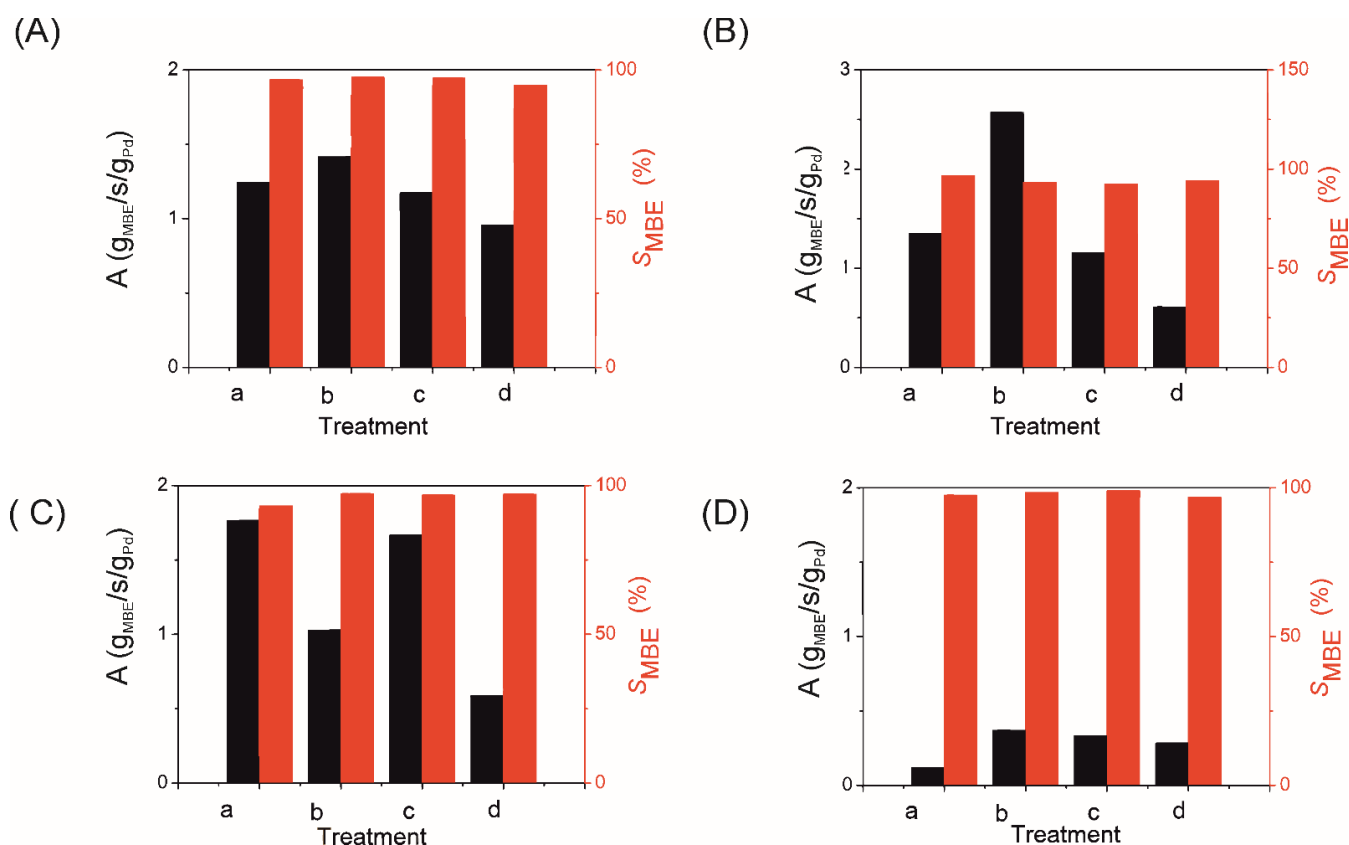 (A)
2
1
0
A (gMBE/s/gPd)
100
50
0
SMBE (%)
a b c d
Treatment
(B)
3
2
1
0
A (gMBE/s/gPd)
150
100
50
0
SMBE (%)
a b c d
Treatment
( C)
2
1
0
A (gMBE/s/gPd)
100
50
0
SMBE (%)
a b c d
Treatment
(D)
2
1
0
A (gMBE/s/gPd)
100
50
0
SMBE (%)
a b c d
Treatment